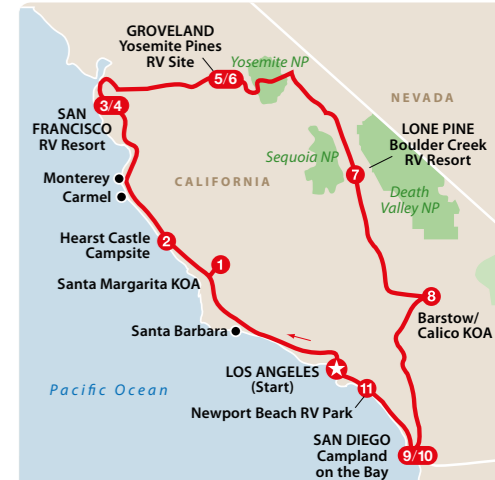 GROVELAND
Yosemite Pines
RV Site
Yosemite NP
5/6
3/4
NEVADA
SAN
FRANCISCO
RV Resort
LONE PINE
Boulder Creek
RV Resort
Sequoia NP
7
Monterey
CALIFORNIA
Carmel
Death
Valley NP
Hearst Castle
Campsite
2
1
Santa Margarita KOA
8
Barstow/
Calico KOA
Santa Barbara
LOS ANGELES
(Start)
Pacific Ocean
11
Newport Beach RV Park
SAN DIEGO
Campland
on the Bay
9/10